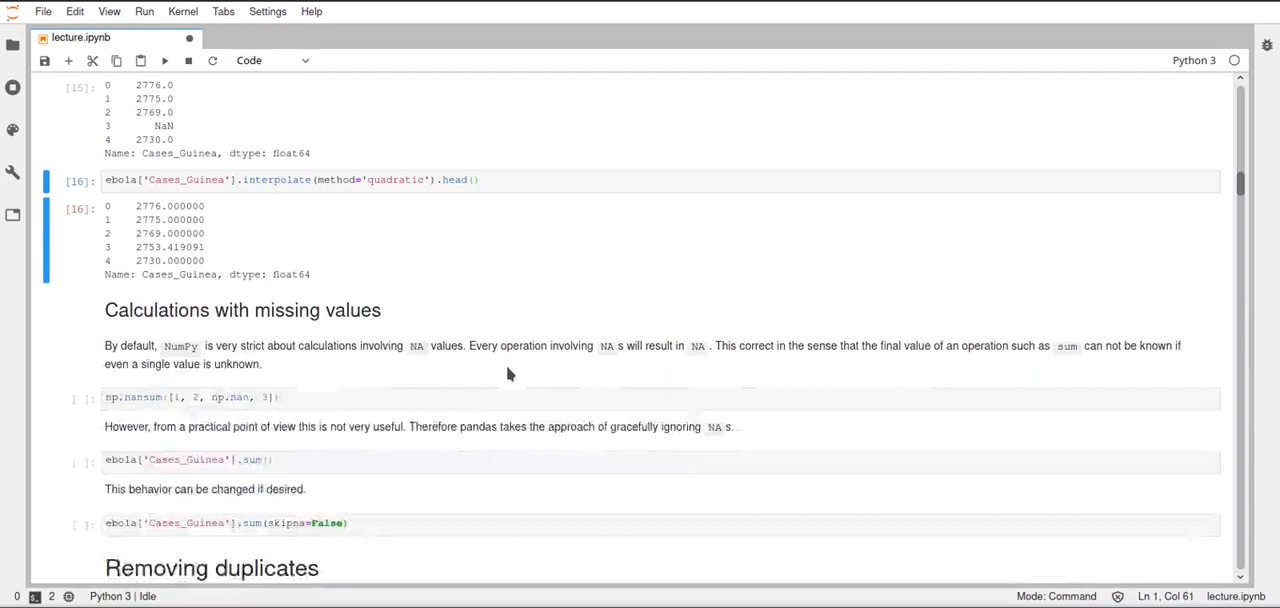 File Edit View Run Kernel Tabs Settings Help
lecture.ipynb
Code
Python 3
[15]:
0 2776.0
1 2775.0
2 2769.0
3 NaN
4 2730.0
Name: Cases_Guinea, dtype: float64
[16]: ebola['Cases_Guinea'].interpolate(method='quadratic').head()
[16]:
0 2776.000000
1 2775.000000
2 2769.000000
3 2753.419091
4 2730.000000
Name: Cases_Guinea, dtype: float64
Calculations with missing values
By default, NumPy is very strict about calculations involving NA values. Every operation involving NA s will result in NA . This correct in the sense that the final value of an operation such as sum can not be known if
even a single value is unknown.
[ ]: np.nansum([1, 2, np.nan, 3])
However, from a practical point of view this is not very useful. Therefore pandas takes the approach of gracefully ignoring NA s.
[ ]: ebola['Cases_Guinea'].sum()
This behavior can be changed if desired.
[ ]: ebola['Cases_Guinea'].sum(skipna=False)
Removing duplicates
0 2 Python 3 | Idle Mode: Command Ln 1, Col 61 lecture.ipynb